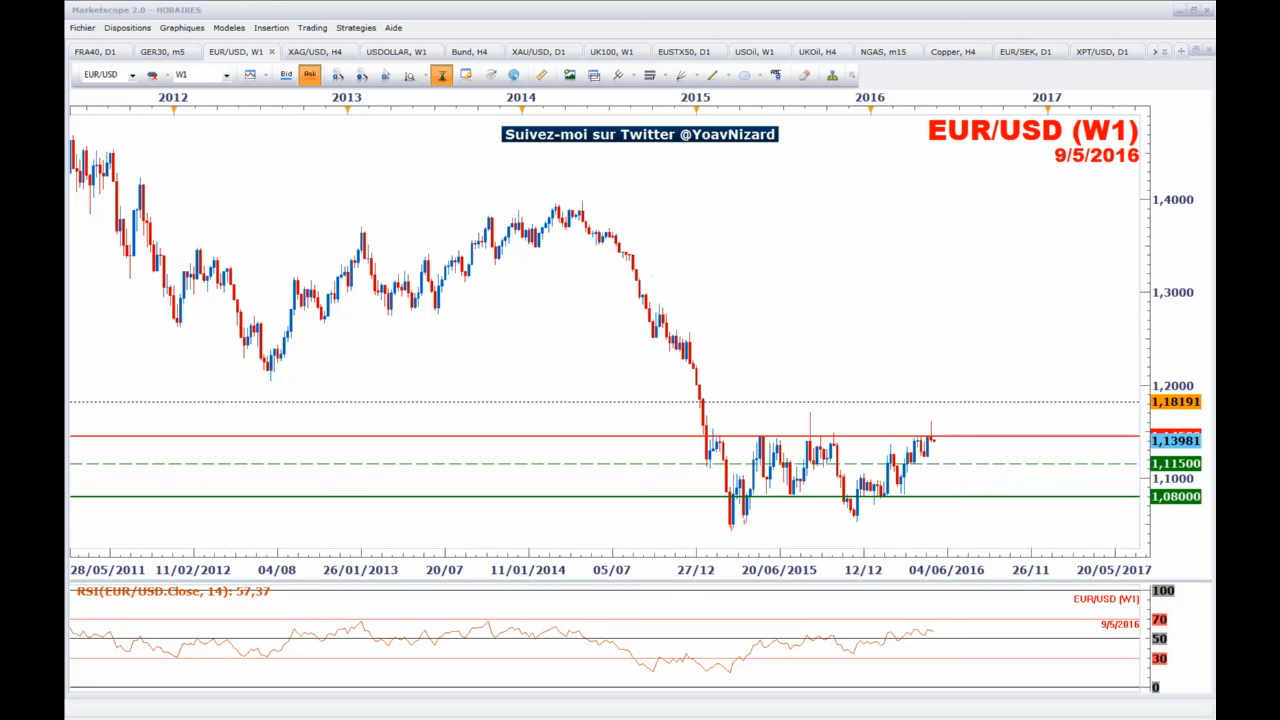 Marketscope 2.0 - HORAIRES
Fichier Dispositions Graphiques Modeles Insertion Trading Strategies Aide
FRA40, D1 GER30, m5 EUR/USD, W1 XAG/USD, H4 USDOLLAR, W1 Bund, H4 XAU/USD, D1 UK100, W1 EUSTX50, D1 USOil, W1 UKOil, H4 NGAS, m15 Copper, H4 EUR/SEK, D1 XPT/USD, D1
EUR/USD W1 Bid Ask
2012 2013 2014 2015 2016 2017
Suivez-moi sur Twitter @YoavNizard
EUR/USD (W1)
9/5/2016
1,4000
1,3000
1,2000
1,18191
1,13981
1,11500
1,1000
1,08000
28/05/2011 11/02/2012 04/08 26/01/2013 20/07 11/01/2014 05/07 27/12 20/06/2015 12/12 04/06/2016 26/11 20/05/2017
RSI(EUR/USD.Close, 14): 57,37
100
EUR/USD (W1)
70
9/5/2016
50
30
0